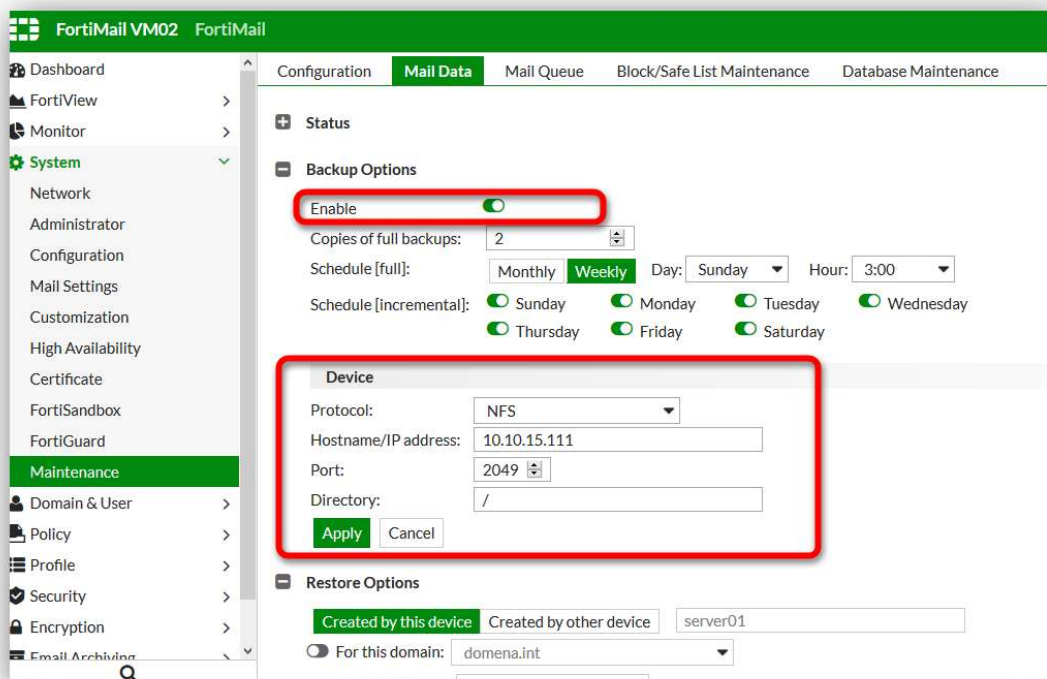 FortiMail VM02 FortiMail
Dashboard
FortiView
Monitor
System
Network
Administrator
Configuration
Mail Settings
Customization
High Availability
Certificate
FortiSandbox
FortiGuard
Maintenance
Domain & User
Policy
Profile
Security
Encryption
Email Archiving
Configuration Mail Data Mail Queue Block/Safe List Maintenance Database Maintenance
Status
Backup Options
Enable
Copies of full backups: 2
Schedule [full]: Monthly Weekly Day: Sunday Hour: 3:00
Schedule [incremental]: Sunday Monday Tuesday Wednesday
Thursday Friday Saturday
Device
Protocol: NFS
Hostname/IP address: 10.10.15.111
Port: 2049
Directory: /
Apply Cancel
Restore Options
Created by this device Created by other device server01
For this domain: domena.int